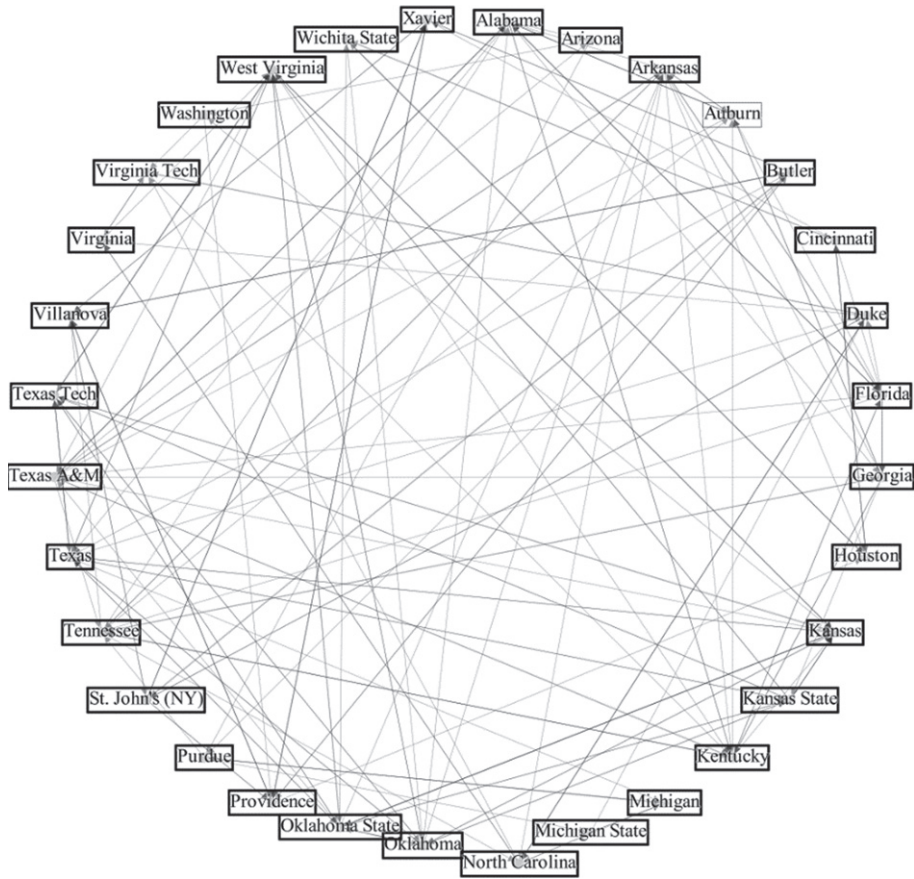 Xavier
Alabama
Wichita State
Arizona
West Virginia
Arkansas
Washington
Auburn
Virginia Tech
Butler
Virginia
Cincinnati
Villanova
Duke
Texas Tech
Florida
Texas A&M
Georgia
Texas
Houston
Tennessee
Kansas
St. John's (NY)
Kansas State
Purdue
Kentucky
Providence
Michigan
Oklahoma State
Michigan State
Oklahoma
North Carolina